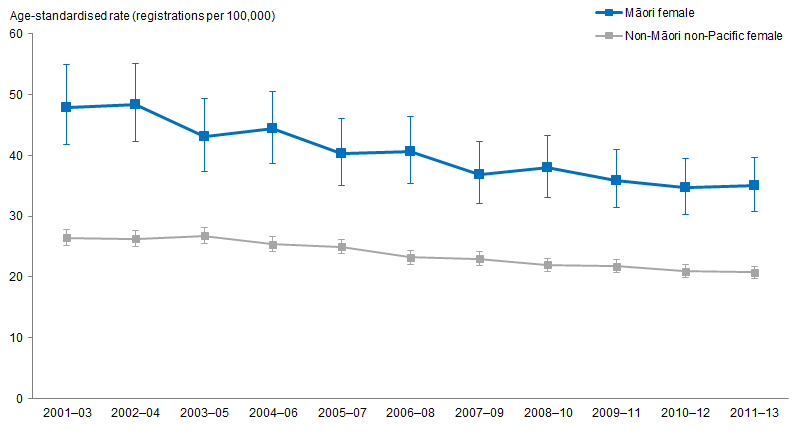 Age-standardised rate (registrations per 100,000)
Māori female
Non-Māori non-Pacific female
60
50
40
30
20
10
0
2001–03 2002–04 2003–05 2004–06 2005–07 2006–08 2007–09 2008–10 2009–11 2010–12 2011–13